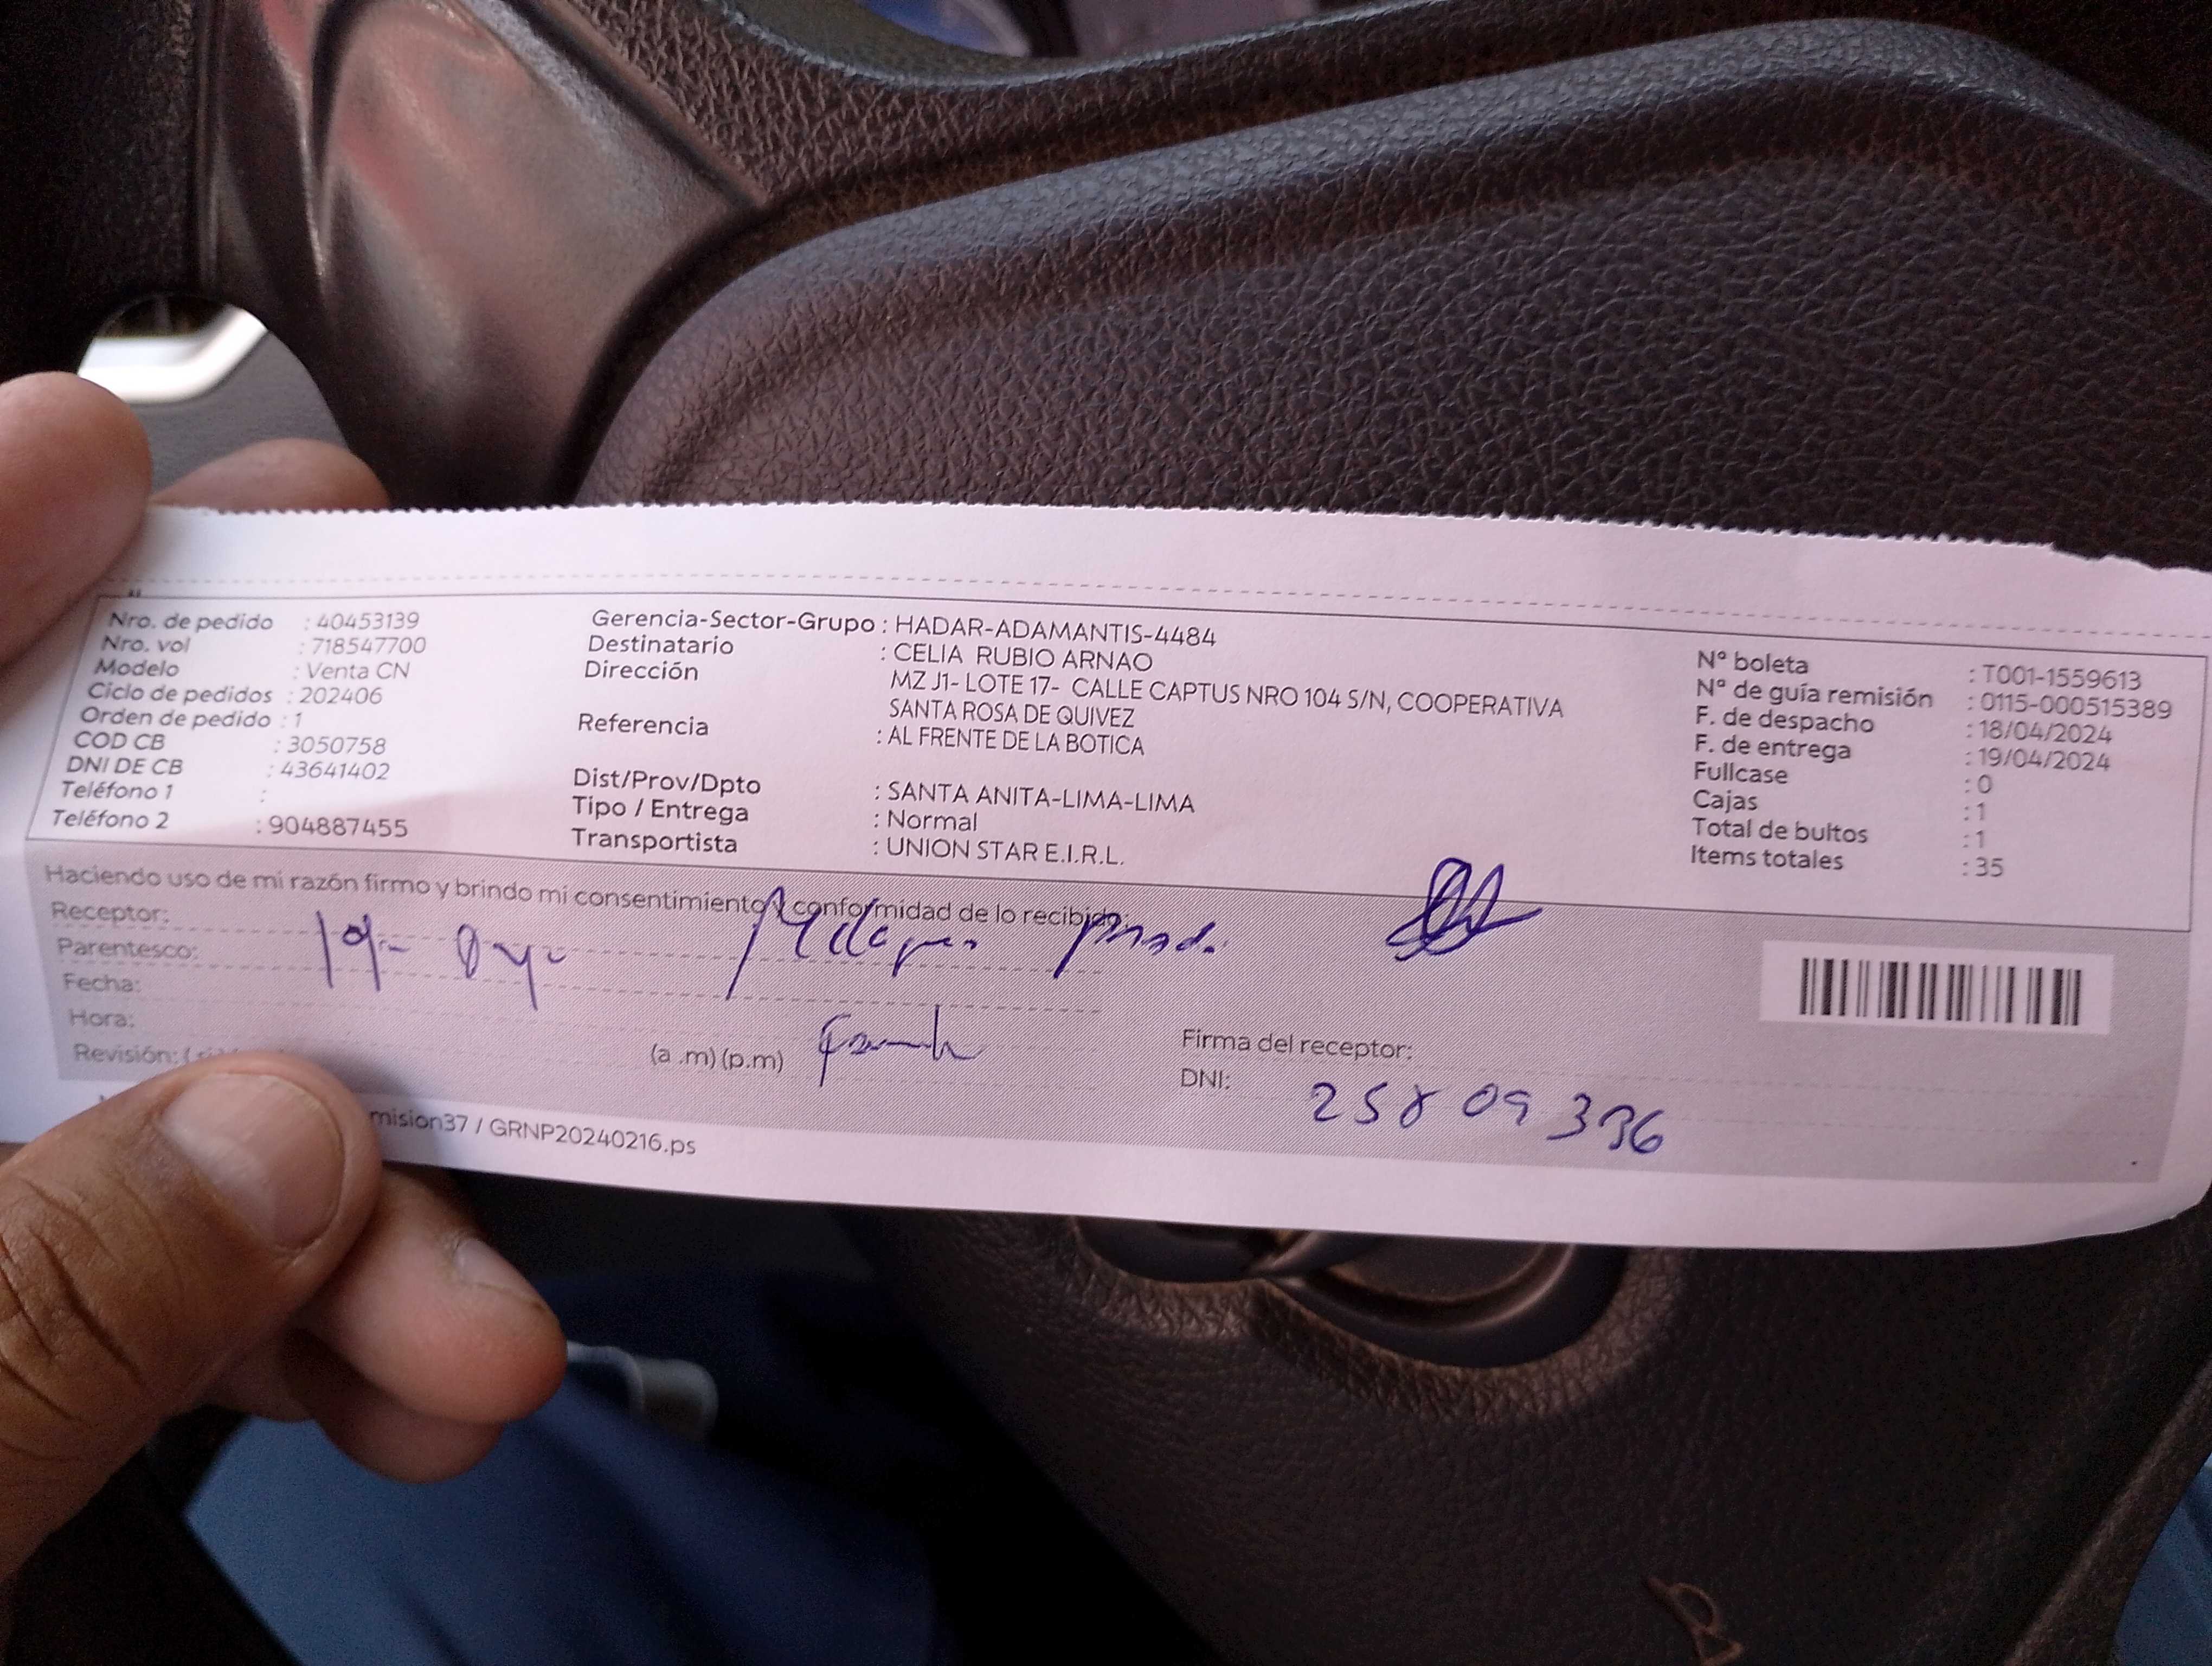 Nro. de pedido : 40453139
Nro. vol : 718547700
Modelo : Venta CN
Ciclo de pedidos : 202406
Orden de pedido : 1
COD CB : 3050758
DNI DE CB : 43641402
Teléfono 1 :
Teléfono 2 : 904887455
Gerencia-Sector-Grupo : HADAR-ADAMANTIS-4484
Destinatario : CELIA RUBIO ARNAO
Dirección MZ J1- LOTE 17- CALLE CAPTUS NRO 104 S/N, COOPERATIVA
SANTA ROSA DE QUIVEZ
Referencia : AL FRENTE DE LA BOTICA
Dist/Prov/Dpto : SANTA ANITA-LIMA-LIMA
Tipo / Entrega : Normal
Transportista : UNION STAR E.I.R.L.
N° boleta : T001-1559613
N° de guía remisión : 0115-000515389
F. de despacho : 18/04/2024
F. de entrega : 19/04/2024
Fullcase : 0
Cajas : 1
Total de bultos : 1
Items totales : 35
Haciendo uso de mi razón firmo y brindo mi consentimiento y conformidad de lo recibido:
Receptor:
Parentesco:
Fecha:
Hora: (a .m) (p.m)
Revisión:
Firma del receptor:
DNI: 25809336
mision37 / GRNP20240216.ps